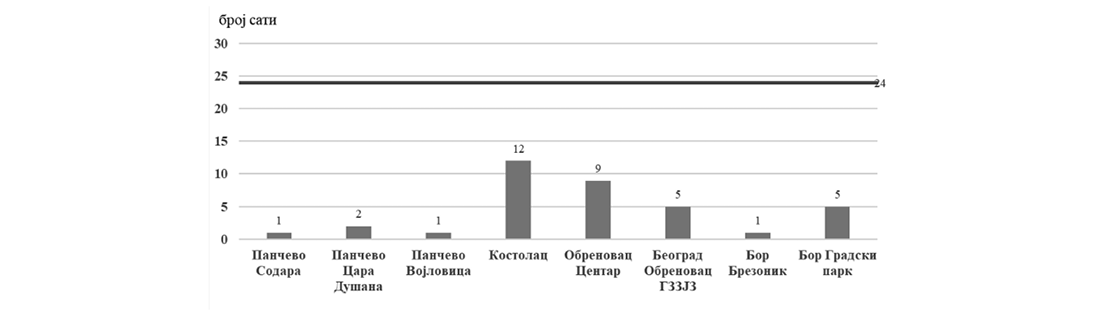 број сати
30
25
24
20
15
12
10
9
5
5
5
2
1
1
1
0
Панчево Содара
Панчево Цара Душана
Панчево Војловица
Костолац
Обреновац Центар
Београд Обреновац ГЗЗЈЗ
Бор Брезоник
Бор Градски парк